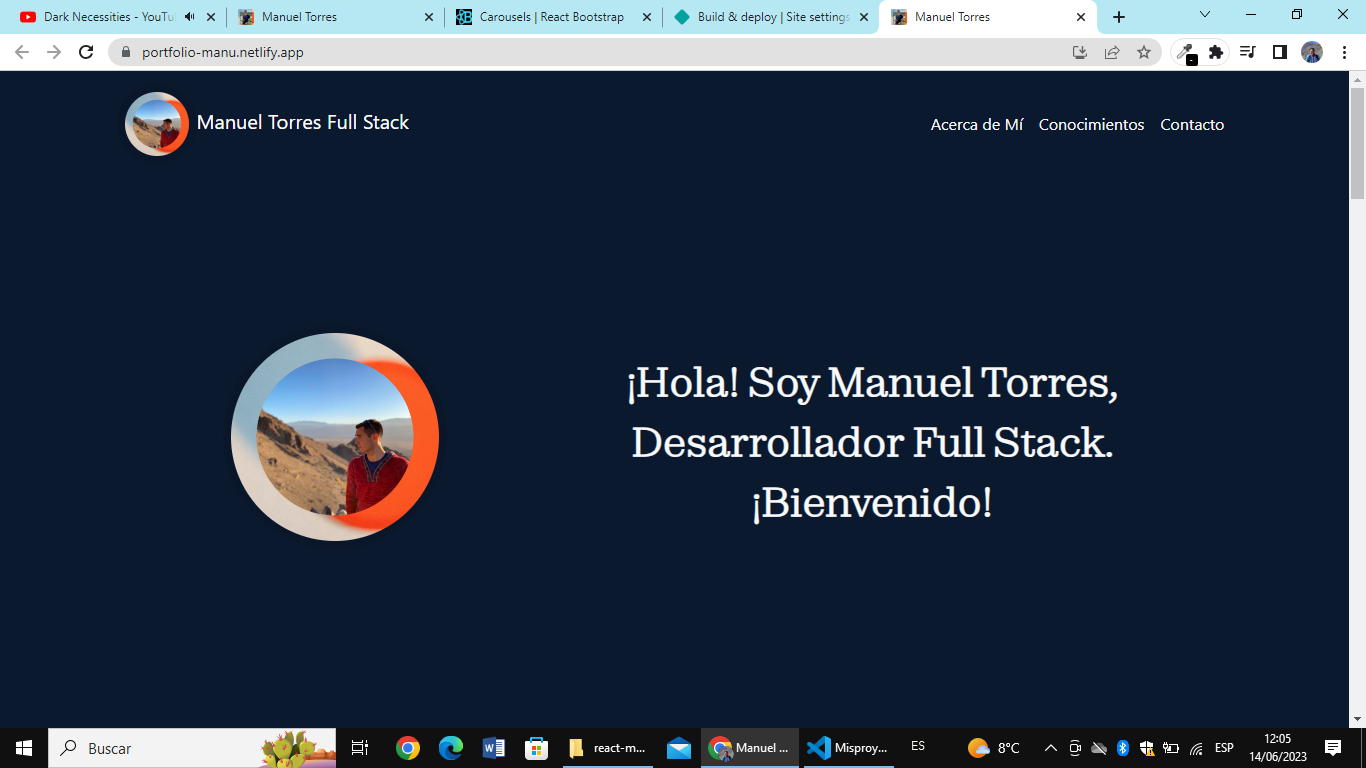 Dark Necessities - YouTu
Manuel Torres
Carousels | React Bootstrap
Build & deploy | Site settings
Manuel Torres
portfolio-manu.netlify.app
Manuel Torres Full Stack
Acerca de Mí
Conocimientos
Contacto
¡Hola! Soy Manuel Torres,
Desarrollador Full Stack.
¡Bienvenido!
Buscar
react-m...
Manuel ...
Misproy...
ES
8°C
ESP
12:05
14/06/2023